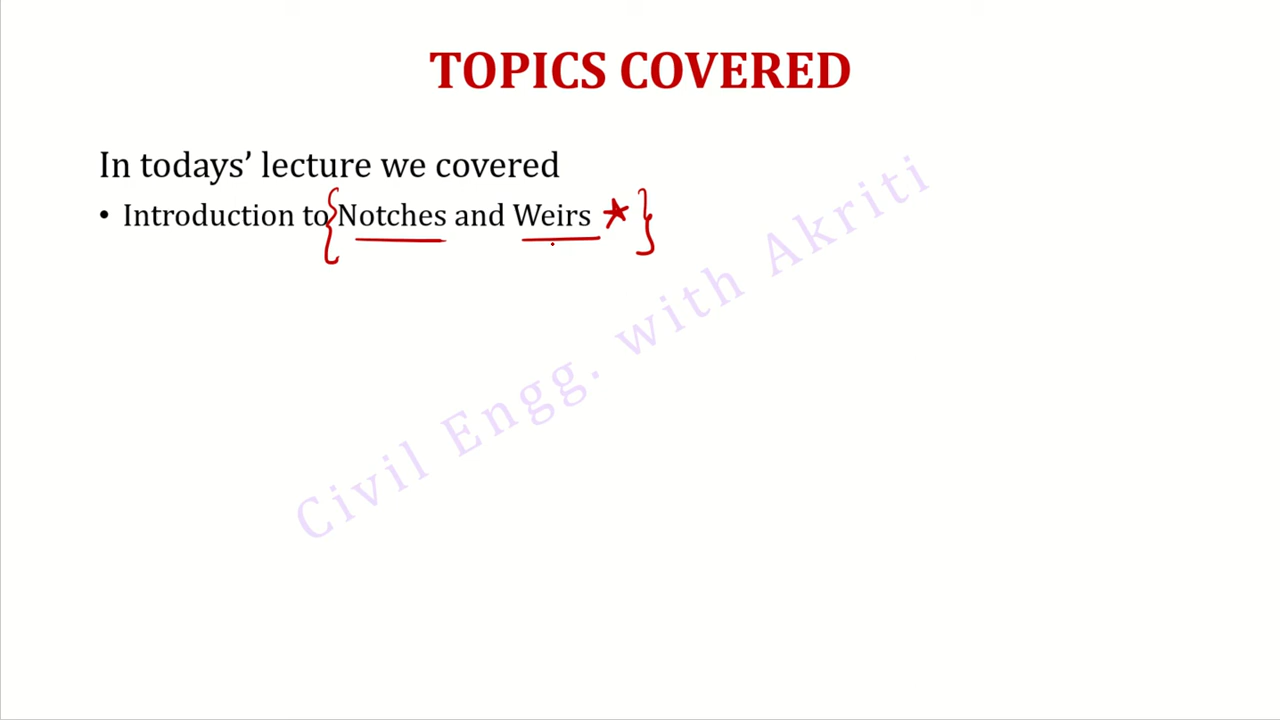 TOPICS COVERED
In todays’ lecture we covered
• Introduction to Notches and Weirs
Civil Engg. with Akriti